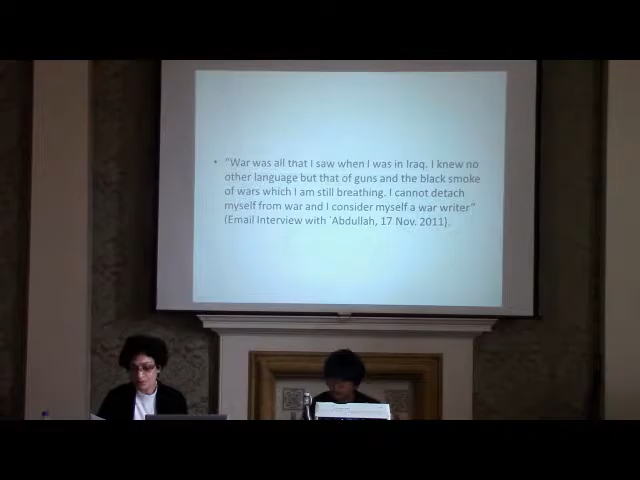 • “War was all that I saw when I was in Iraq. I knew no
other language but that of guns and the black smoke
of wars which I am still breathing. I cannot detach
myself from war and I consider myself a war writer”
(Email Interview with `Abdullah, 17 Nov. 2011).